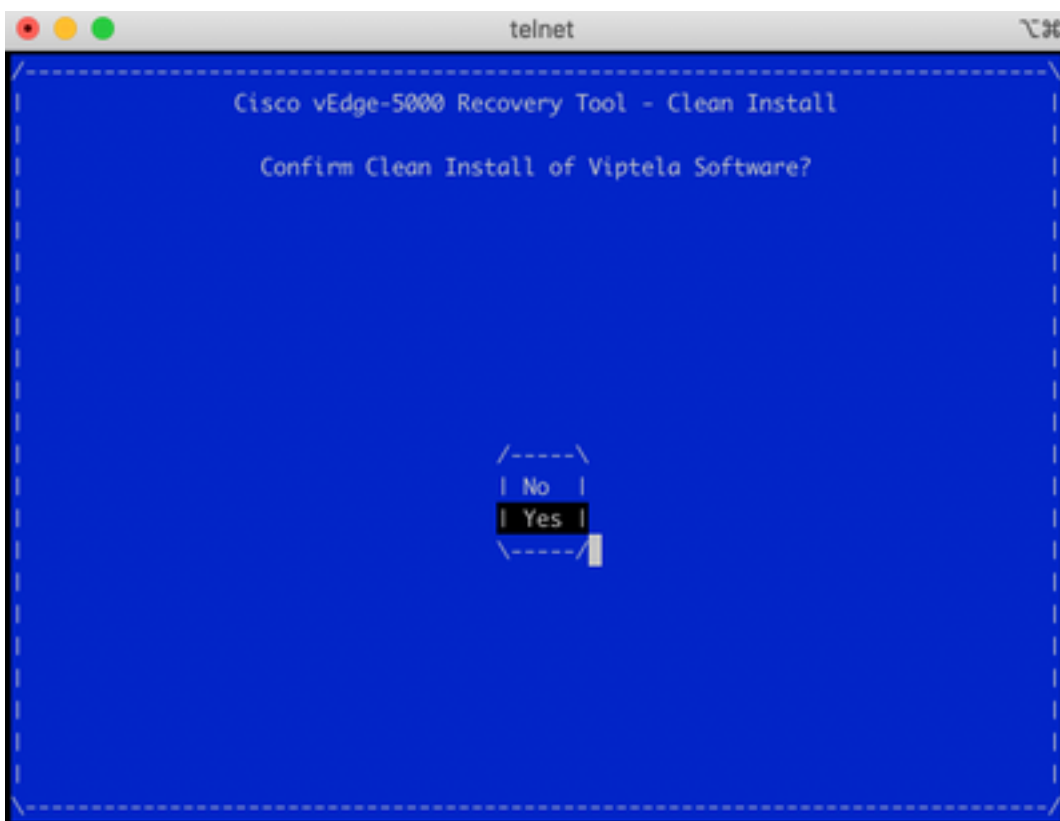 telnet
Cisco vEdge-5000 Recovery Tool - Clean Install
Confirm Clean Install of Viptela Software?
No
Yes